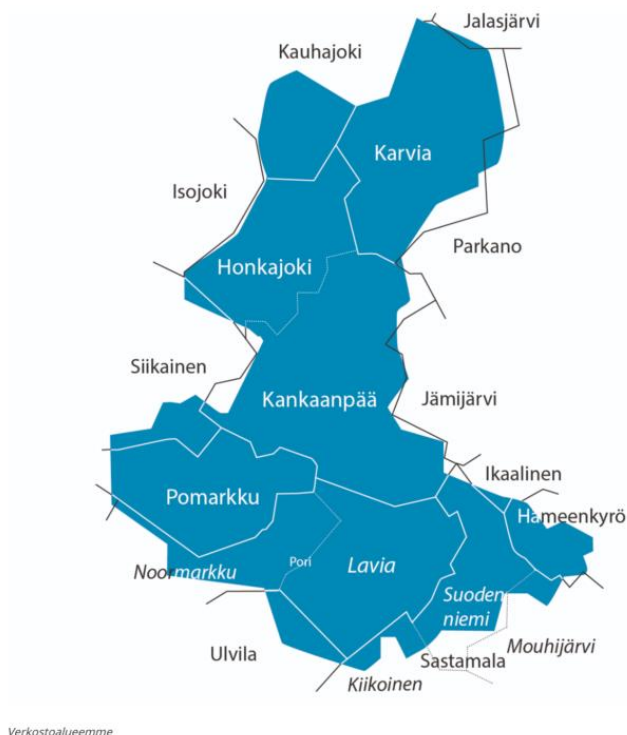 Jalasjärvi
Kauhajoki
Karvia
Isojoki
Parkano
Honkajoki
Siikainen
Kankaanpää
Jämijärvi
Ikaalinen
Pomarkku
Hämeenkyrö
Pori
Noormarkku
Lavia
Suoden
niemi
Mouhijärvi
Ulvila
Sastamala
Kiikoinen
Verkostoalueemme